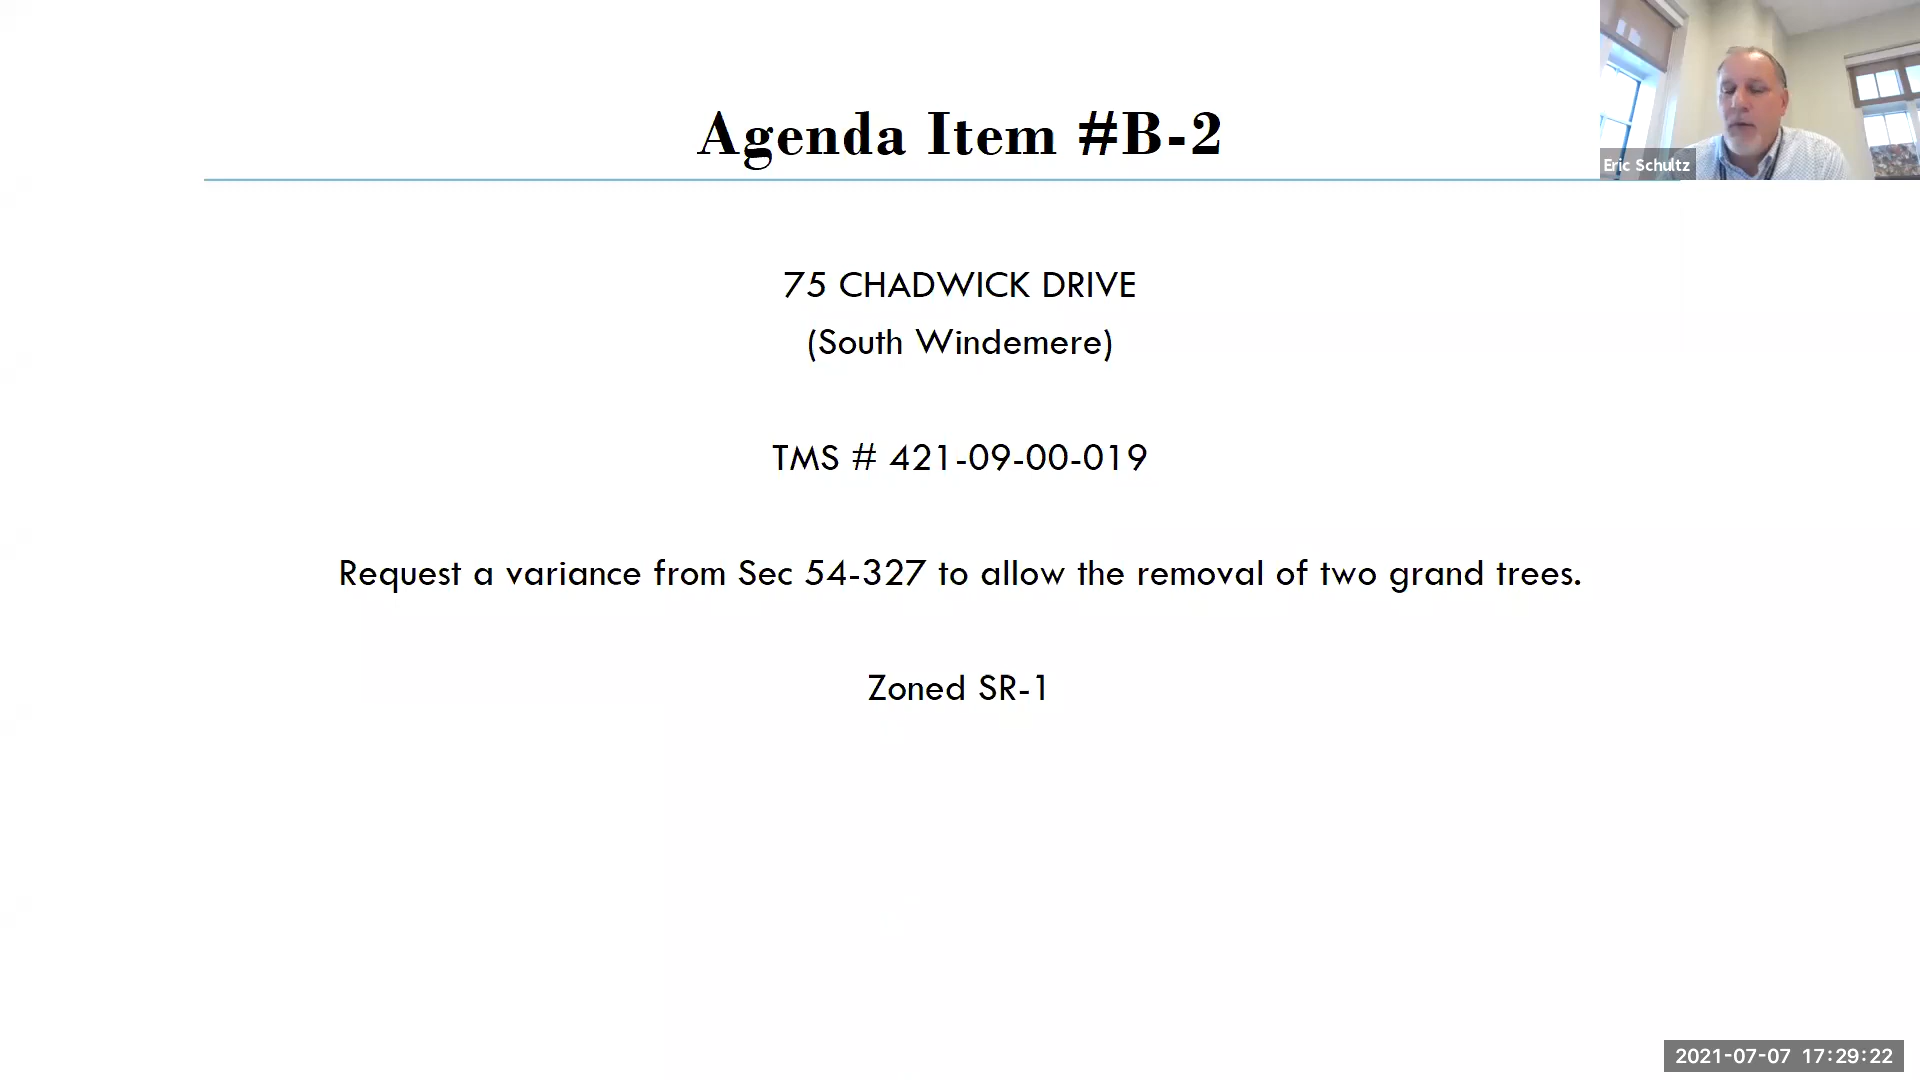 Agenda Item #B-2
Eric Schultz
75 CHADWICK DRIVE
(South Windemere)
TMS # 421-09-00-019
Request a variance from Sec 54-327 to allow the removal of two grand trees.
Zoned SR-1
2021-07-07 17:29:22